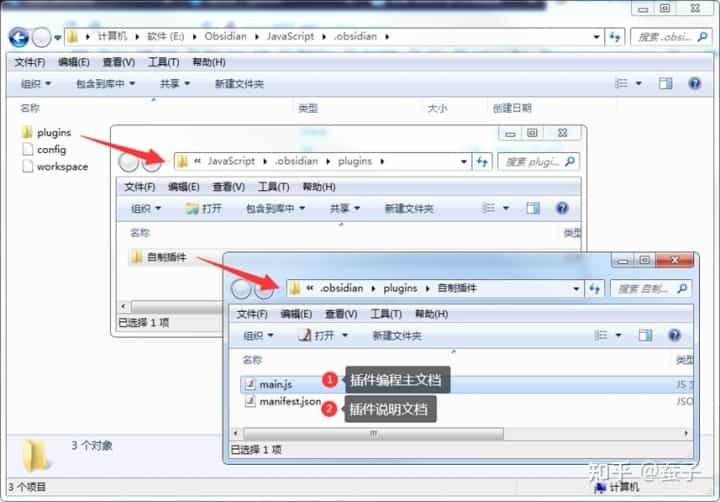 计算机 ▸ 软件 (E:) ▸ Obsidian ▸ JavaScript ▸ .obsidian ▸
搜索 .obsi...
文件(F) 编辑(E) 查看(V) 工具(T) 帮助(H)
组织 包含到库中 共享 新建文件夹
名称 类型 大小 创建日期
plugins
config
workspace
« JavaScript ▸ .obsidian ▸ plugins ▸
搜索 plugi...
文件(F) 编辑(E) 查看(V) 工具(T) 帮助(H)
组织 打开 包含到库中 共享 新建文件夹
名称 类型
自制插件
已选择 1 项
« .obsidian ▸ plugins ▸ 自制插件
搜索 自制...
文件(F) 编辑(E) 查看(V) 工具(T) 帮助(H)
组织 打开 新建文件夹
名称
main.js 1 插件编程主文档
manifest.json 2 插件说明文档
JSO
已选择 1 项
3 个对象
3 个项目
计算机
知乎 @蚕子